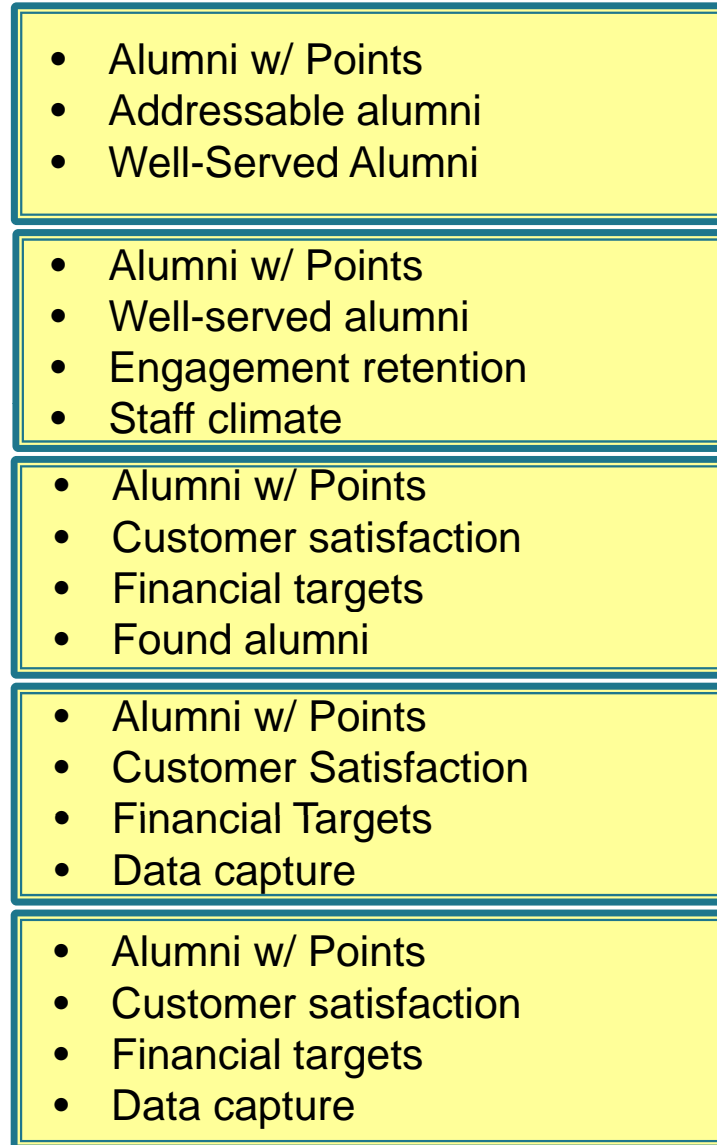 • Alumni w/ Points
• Addressable alumni
• Well-Served Alumni
• Alumni w/ Points
• Well-served alumni
• Engagement retention
• Staff climate
• Alumni w/ Points
• Customer satisfaction
• Financial targets
• Found alumni
• Alumni w/ Points
• Customer Satisfaction
• Financial Targets
• Data capture
• Alumni w/ Points
• Customer satisfaction
• Financial targets
• Data capture